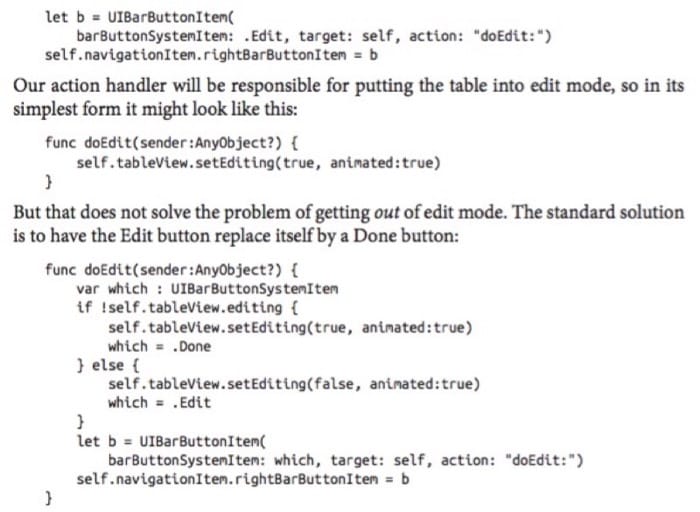 let b = UIBarButtonItem(
    barButtonSystemItem: .Edit, target: self, action: "doEdit:")
self.navigationItem.rightBarButtonItem = b
Our action handler will be responsible for putting the table into edit mode, so in its
simplest form it might look like this:
func doEdit(sender:AnyObject?) {
    self.tableView.setEditing(true, animated:true)
}
But that does not solve the problem of getting out of edit mode. The standard solution
is to have the Edit button replace itself by a Done button:
func doEdit(sender:AnyObject?) {
    var which : UIBarButtonSystemItem
    if !self.tableView.editing {
        self.tableView.setEditing(true, animated:true)
        which = .Done
    } else {
        self.tableView.setEditing(false, animated:true)
        which = .Edit
    }
    let b = UIBarButtonItem(
        barButtonSystemItem: which, target: self, action: "doEdit:")
    self.navigationItem.rightBarButtonItem = b
}